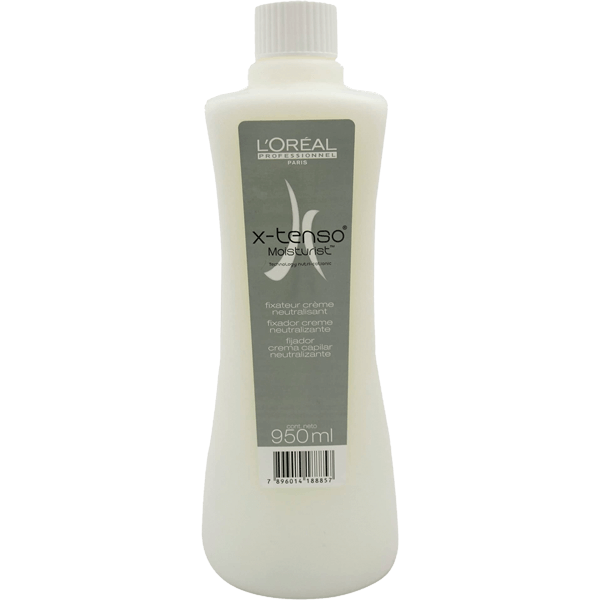 L'ORÉAL
PROFESSIONNEL
PARIS
x-tenso®
Moisturist™
fixateur crème
neutralisant
fixador creme
neutralizante
fijador
crema capilar
neutralizante
cont. neto
950ml
7 896014 188857